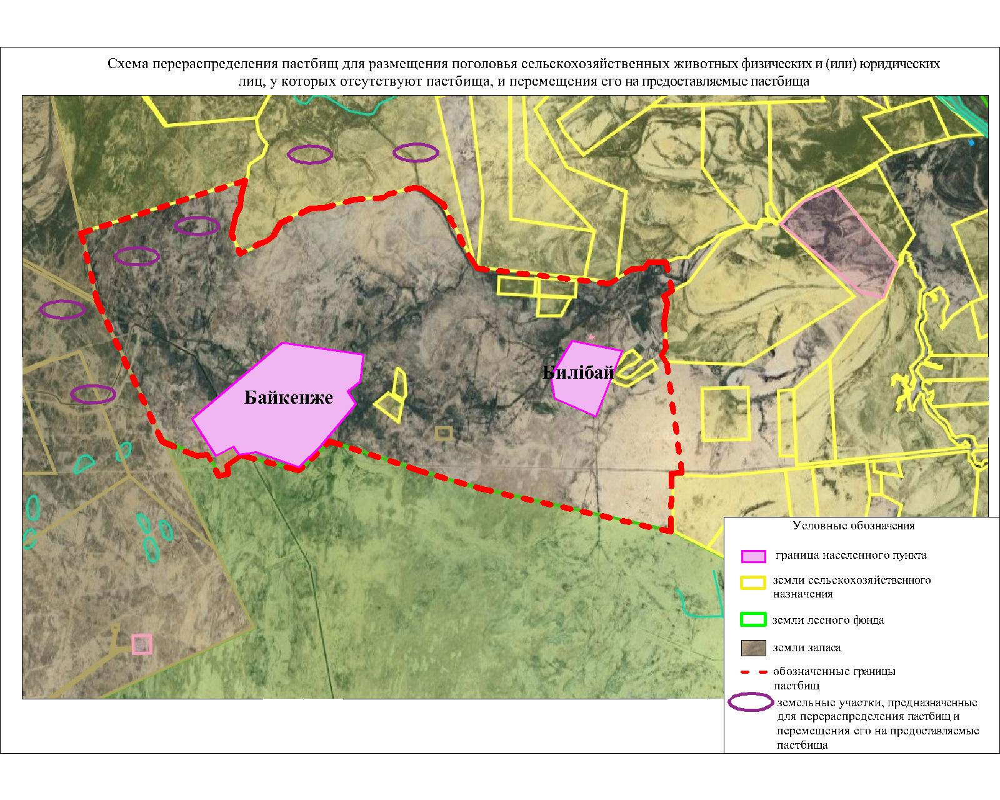 Схема перераспределения пастбищ для размещения поголовья сельскохозяйственных животных физических и (или) юридических
лиц, у которых отсутствуют пастбища, и перемещения его на предоставляемые пастбища
Билібай
Байкенже
Условные обозначения
граница населенного пункта
земли сельскохозяйственного
назначения
земли лесного фонда
земли запаса
обозначенные границы
пастбищ
земельные участки, предназначенные
для перераспределения пастбищ и
перемещения его на предоставляемые
пастбища